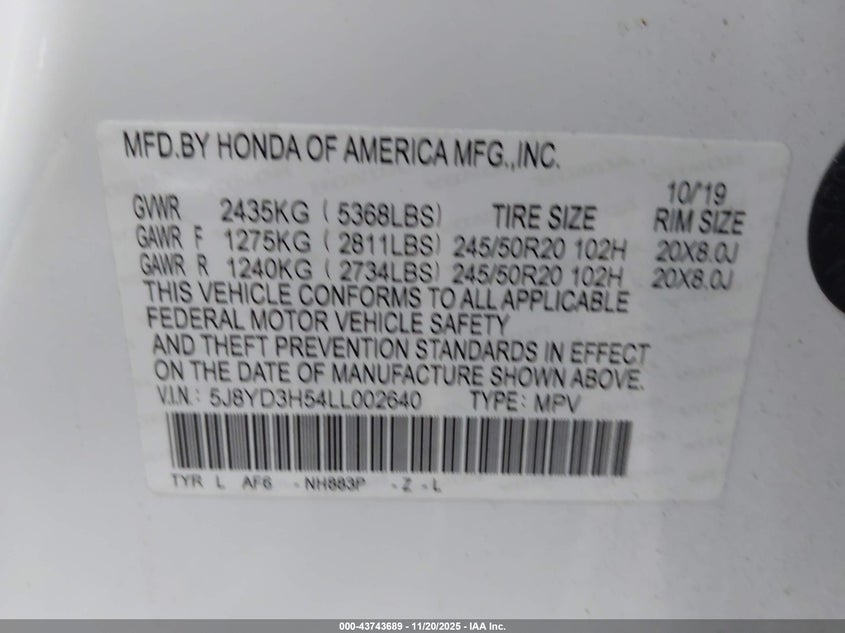 MFD.BY HONDA OF AMERICA MFG.,INC.
10/'19
GVWR 2435KG ( 5368LBS) TIRE SIZE RIM SIZE
GAWR F 1275KG ( 2811LBS) 245/50R20 102H 20X8.0J
GAWR R 1240KG ( 2734LBS) 245/50R20 102H 20X8.0J
THIS VEHICLE CONFORMS TO ALL APPLICABLE
FEDERAL MOTOR VEHICLE SAFETY
AND THEFT PREVENTION STANDARDS IN EFFECT
ON THE DATE OF MANUFACTURE SHOWN ABOVE.
V.I.N.: 5J8YD3H54LL002640 TYPE: MPV
TYR L AF6 -NH883P -Z -L
000-43743689 - 11/20/2025 - IAA Inc.